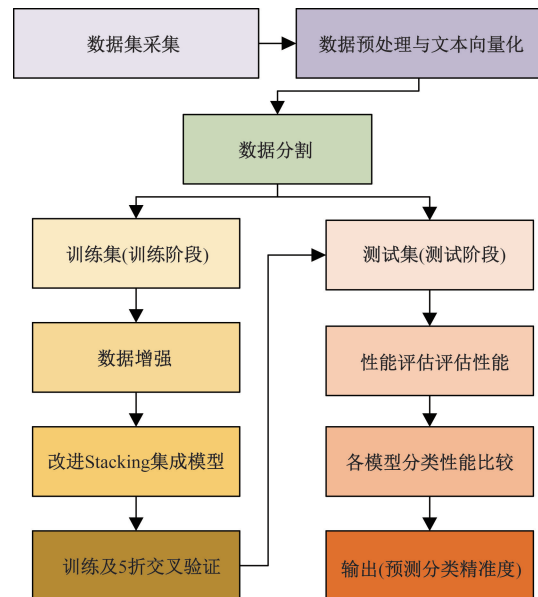 数据集采集
数据预处理与文本向量化
数据分割
训练集(训练阶段)
测试集(测试阶段)
数据增强
性能评估评估性能
改进Stacking集成模型
各模型分类性能比较
训练及5折交叉验证
输出(预测分类精准度)